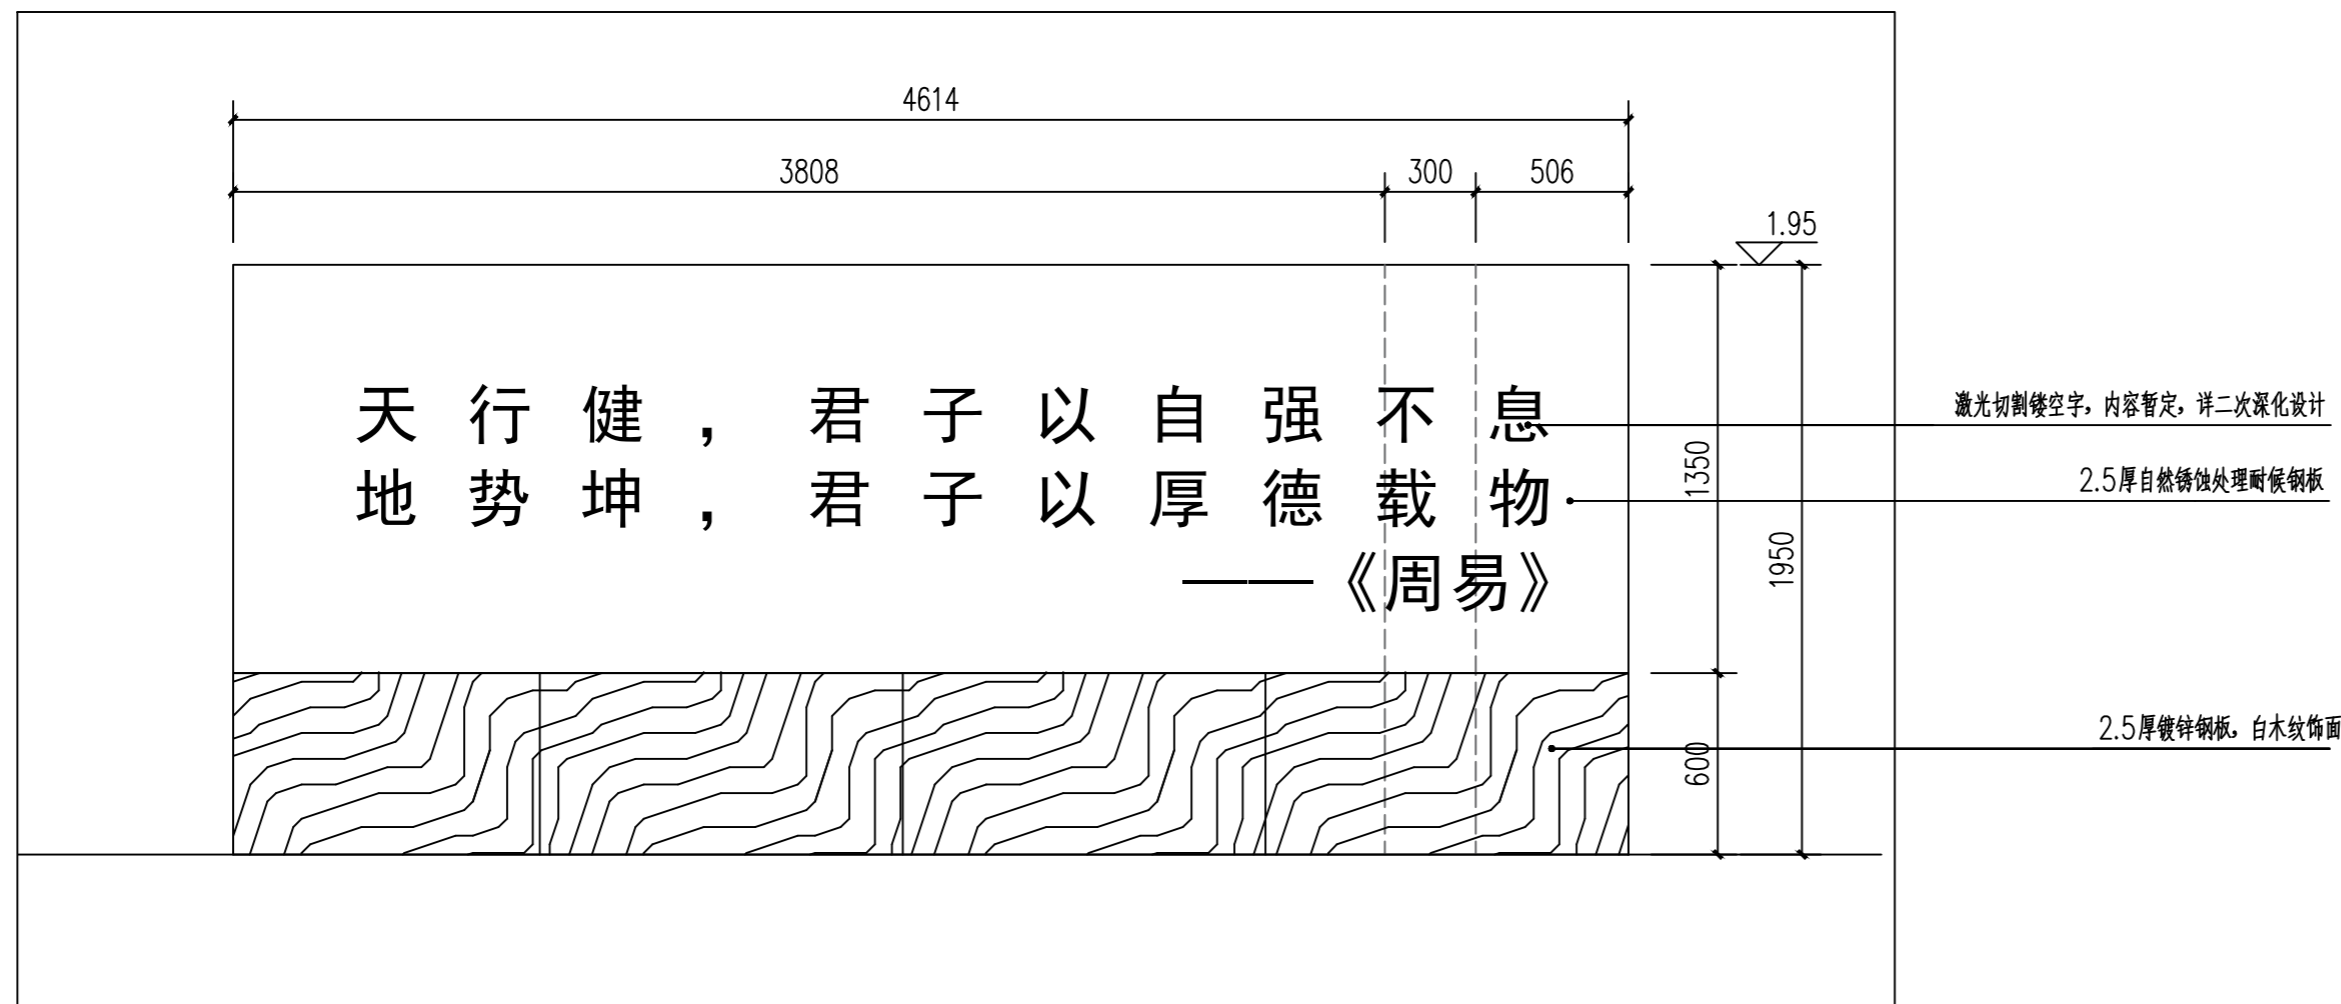 4614
3808 300 506
1.95
天行健，君子以自强不息
地势坤，君子以厚德载物
——《周易》
激光切割镂空字，内容暂定，详二次深化设计
2.5厚自然锈蚀处理耐候钢板
1350
1950
2.5厚镀锌钢板，白木纹饰面
600